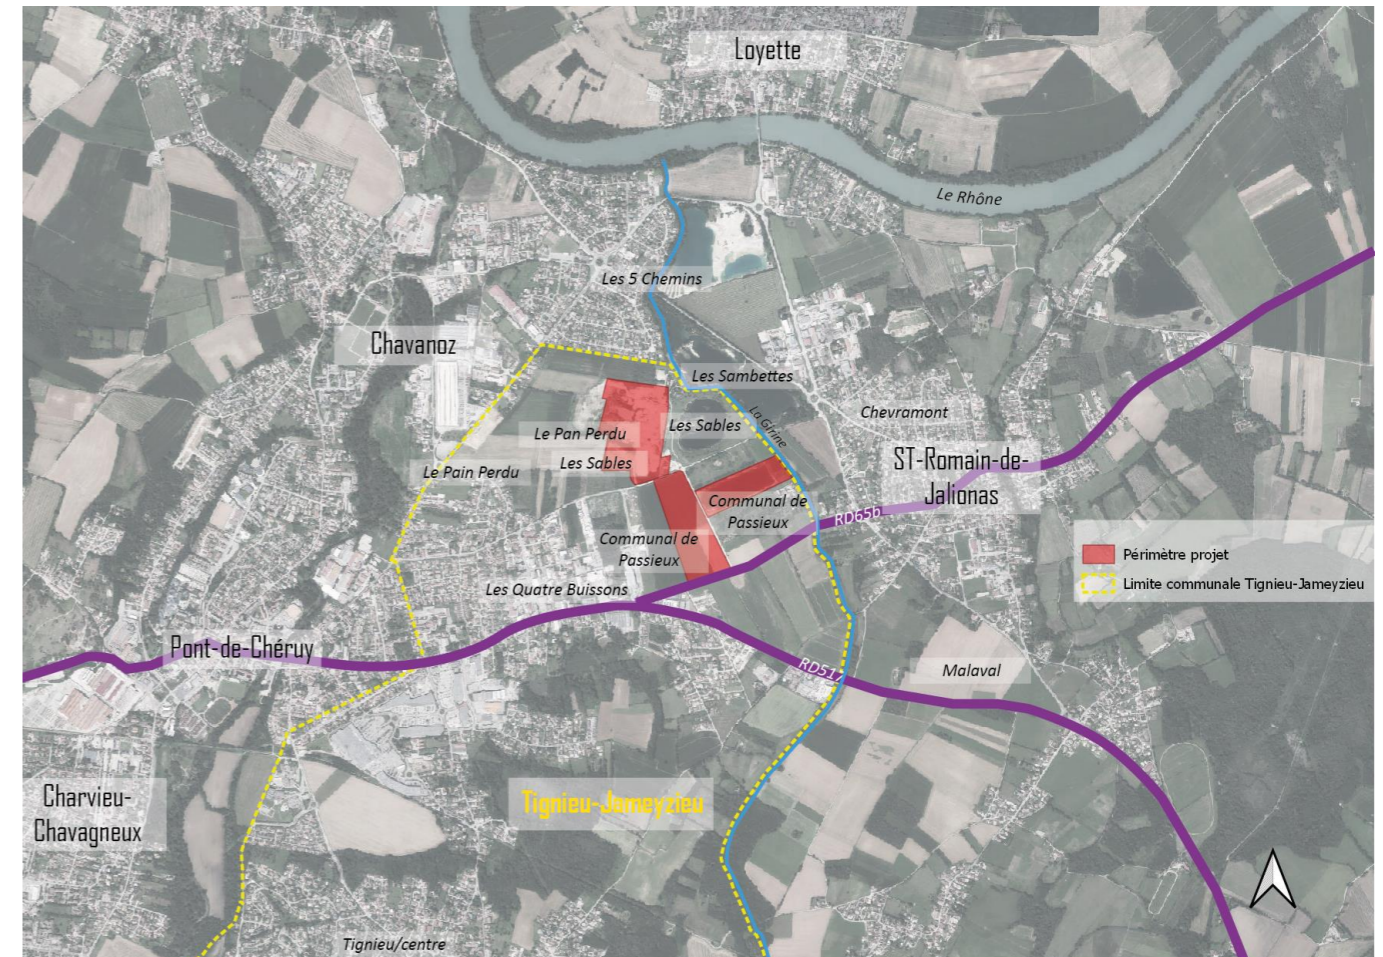 Loyette
Le Rhône
Les 5 Chemins
Chavanoz
Les Sambettes
Chevramont
La Girine
Les Sables
Le Pan Perdu
Les Sables
Le Pain Perdu
ST-Romain-de-
Jalionas
Communal de
Passieux
RD65b
Communal de
Passieux
Périmètre projet
Limite communale Tignieu-Jameyzieu
Les Quatre Buissons
Pont-de-Chéruy
RD517
Malaval
Charvieu-
Chavagneux
Tignieu-Jameyzieu
Tignieu/centre